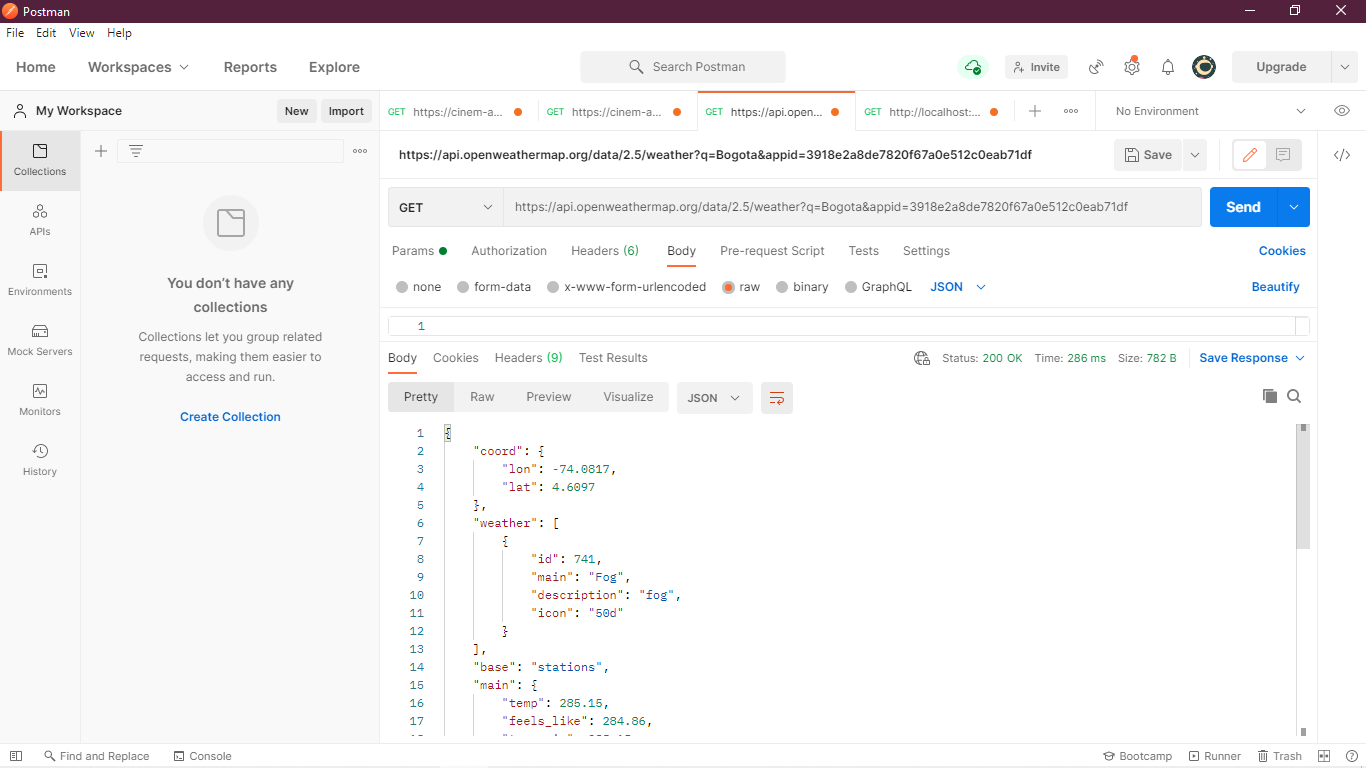 Postman
File Edit View Help
Home Workspaces Reports Explore Search Postman Invite Upgrade
My Workspace New Import GET https://cinem-a... GET https://cinem-a... GET https://api.open... GET http://localhost:... No Environment
Collections
APIs
Environments
Mock Servers
Monitors
History
You don't have any
collections
Collections let you group related
requests, making them easier to
access and run.
Create Collection
https://api.openweathermap.org/data/2.5/weather?q=Bogota&appid=3918e2a8de7820f67a0e512c0eab71df Save
GET https://api.openweathermap.org/data/2.5/weather?q=Bogota&appid=3918e2a8de7820f67a0e512c0eab71df Send
Params Authorization Headers (6) Body Pre-request Script Tests Settings Cookies
none form-data x-www-form-urlencoded raw binary GraphQL JSON Beautify
1
Body Cookies Headers (9) Test Results Status: 200 OK Time: 286 ms Size: 782 B Save Response
Pretty Raw Preview Visualize JSON
1 {
2 "coord": {
3 "lon": -74.0817,
4 "lat": 4.6097
5 },
6 "weather": [
7 {
8 "id": 741,
9 "main": "Fog",
10 "description": "fog",
11 "icon": "50d"
12 }
13 ],
14 "base": "stations",
15 "main": {
16 "temp": 285.15,
17 "feels_like": 284.86,
Find and Replace Console Bootcamp Runner Trash